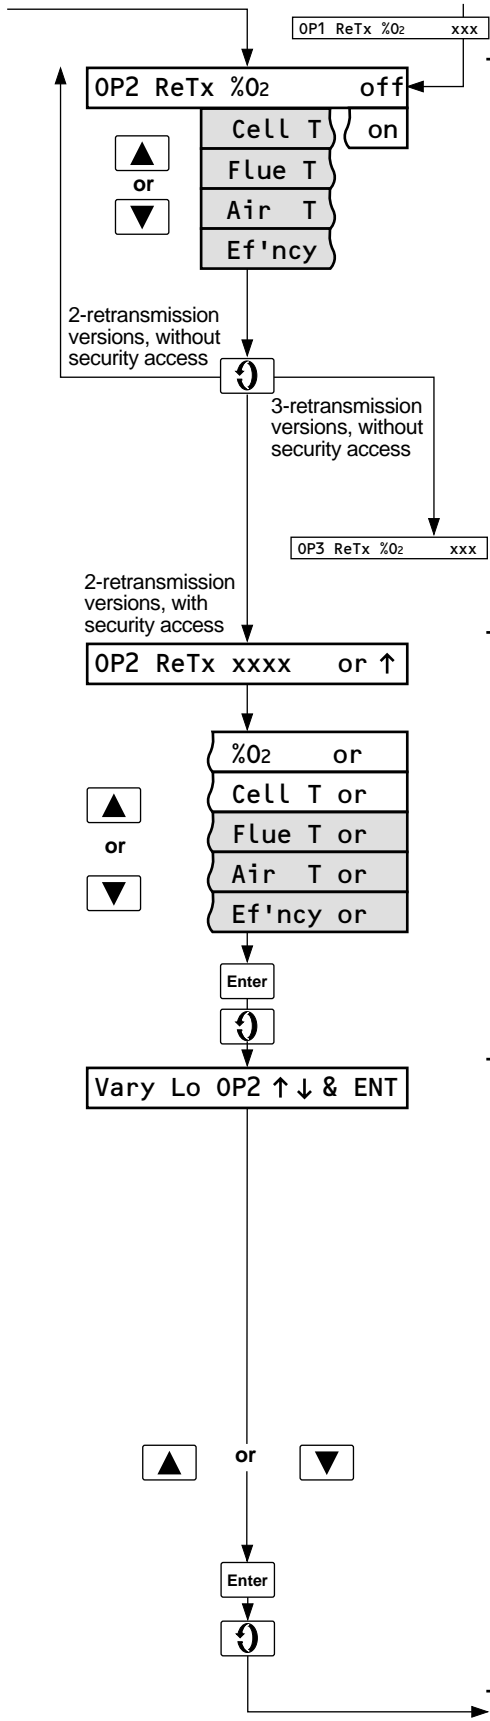 OP1 ReTx %O2 xxx
OP2 ReTx %O2 off
Cell T on
Flue T
or
Air T
Ef'ncy
2-retransmission
versions, without
security access
3-retransmission
versions, without
security access
OP3 ReTx %O2 xxx
2-retransmission
versions, with
security access
OP2 ReTx xxxx or ↑
%O2 or
Cell T or
or
Flue T or
Air T or
Ef'ncy or
Enter
Vary Lo OP2 ↑↓ & ENT
or
Enter